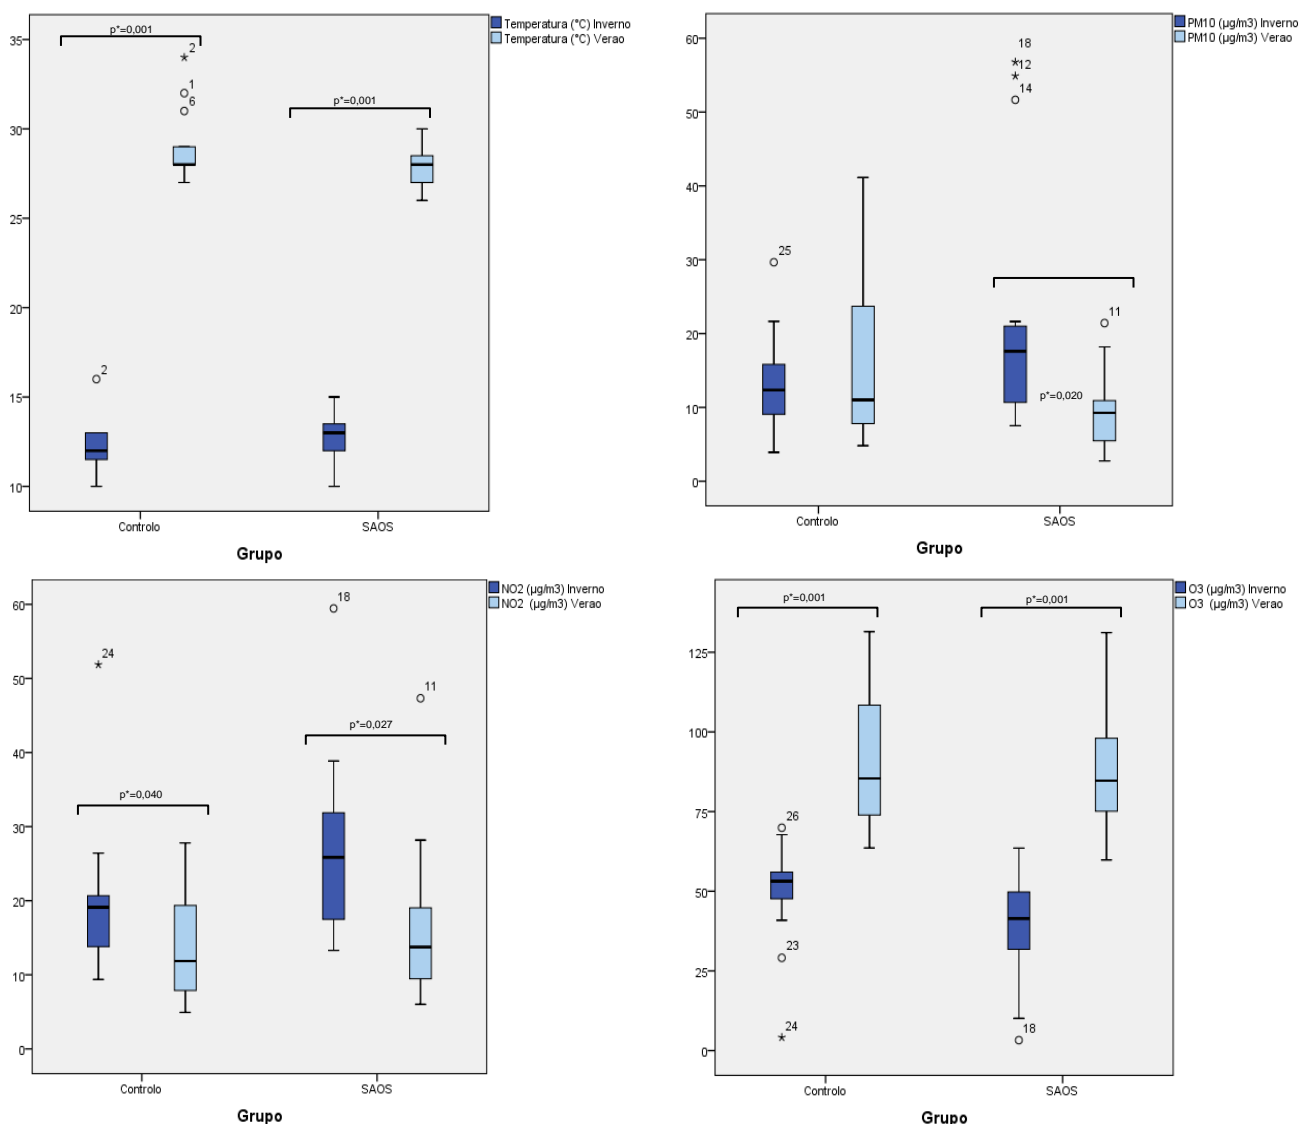 Temperatura (°C) Inverno
Temperatura (°C) Verao
p*=0,001
p*=0,001
35
30
25
20
15
10
2
1
6
2
Controlo
SAOS
Grupo
PM10 (µg/m3) Inverno
PM10 (µg/m3) Verao
60
50
40
30
20
10
0
18
12
14
25
11
p*=0,020
Controlo
SAOS
Grupo
NO2 (µg/m3) Inverno
NO2 (µg/m3) Verao
60
50
40
30
20
10
0
18
24
11
p*=0,027
p*=0,040
Controlo
SAOS
Grupo
O3 (µg/m3) Inverno
O3 (µg/m3) Verao
p*=0,001
p*=0,001
125
100
75
50
25
0
26
23
24
18
Controlo
SAOS
Grupo